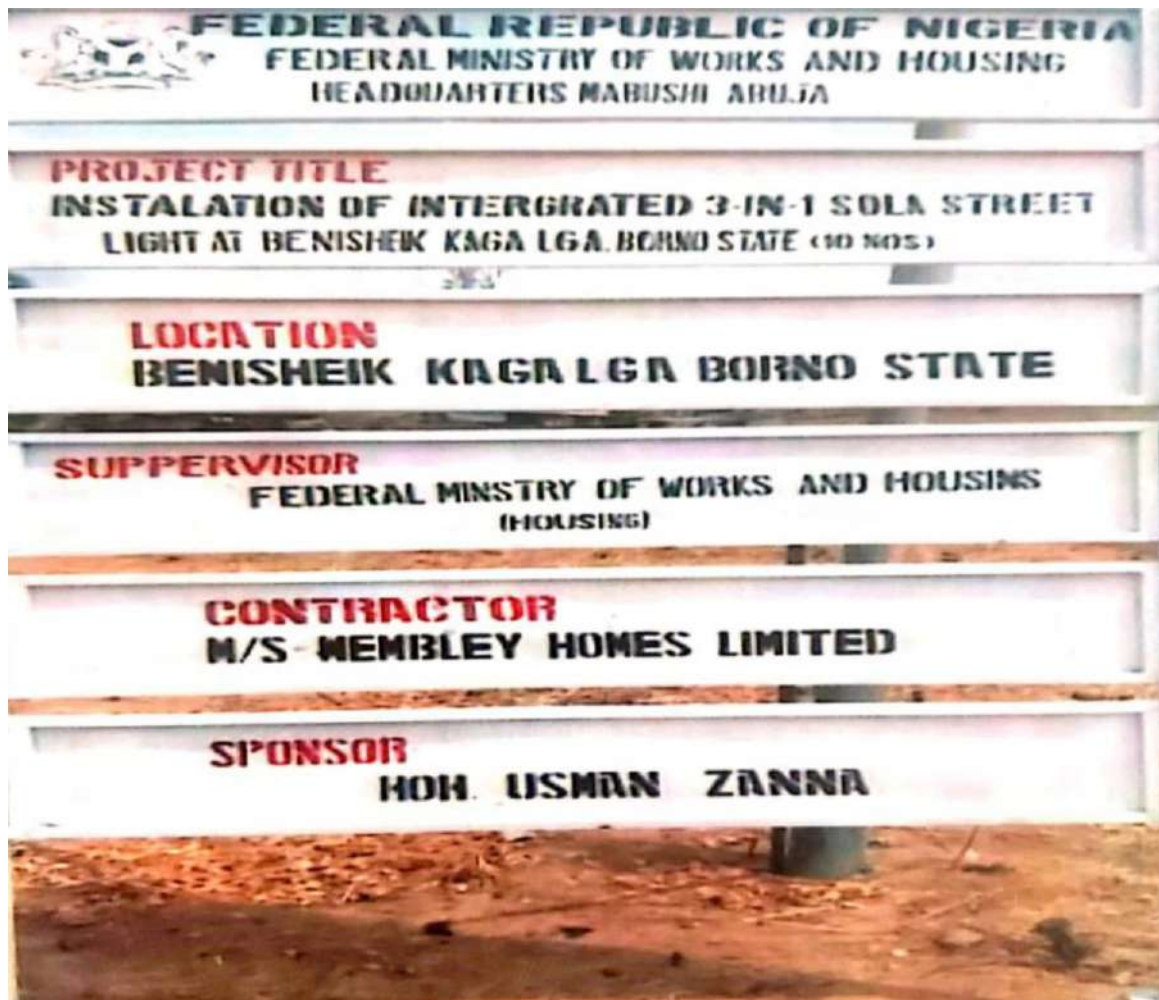 FEDERAL REPUBLIC OF NIGERIA
FEDERAL MINISTRY OF WORKS AND HOUSING
HEADQUARTERS MABUSHI ABUJA
PROJECT TITLE
INSTALATION OF INTERGRATED 3-IN-1 SOLA STREET
LIGHT AT BENISHEIK KAGA LGA. BORNO STATE (10 NOS)
LOCATION
BENISHEIK KAGA LGA BORNO STATE
SUPPERVISOR
FEDERAL MINSTRY OF WORKS AND HOUSING
(HOUSING)
CONTRACTOR
M/S WEMBLEY HOMES LIMITED
SPONSOR
HON. USMAN ZANNA